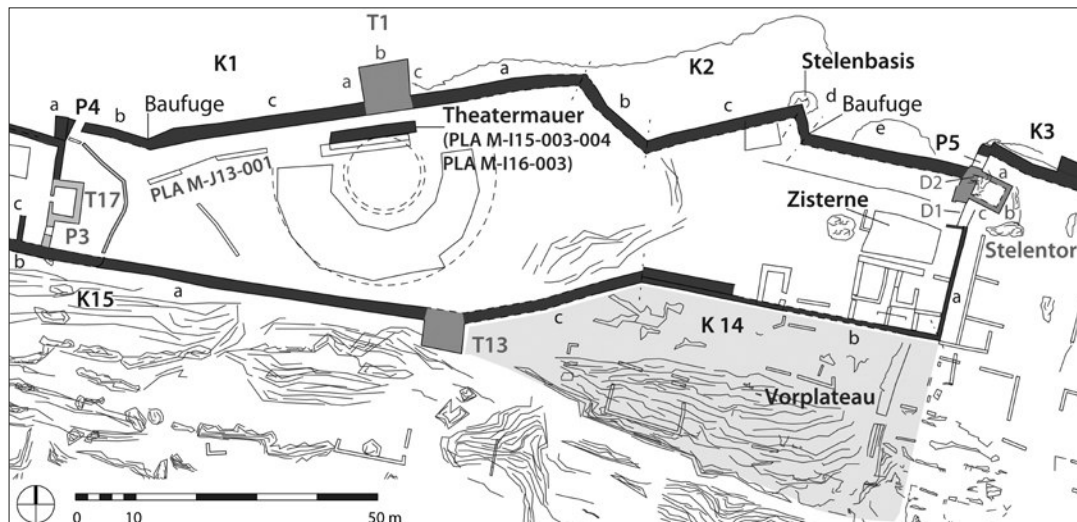 T1
b
a
c
K1
a
K2
Stelenbasis
a
P4
b
Baufuge
c
b
c
d
Baufuge
e
P5
K3
Theatermauer
(PLA M-I15-003-004
PLA M-I16-003)
PLA M-J13-001
T17
D2
a
b
c
D1
Zisterne
Stelentor
c
P3
b
K15
a
a
c
K 14
b
T13
Vorplateau
0 10 50 m